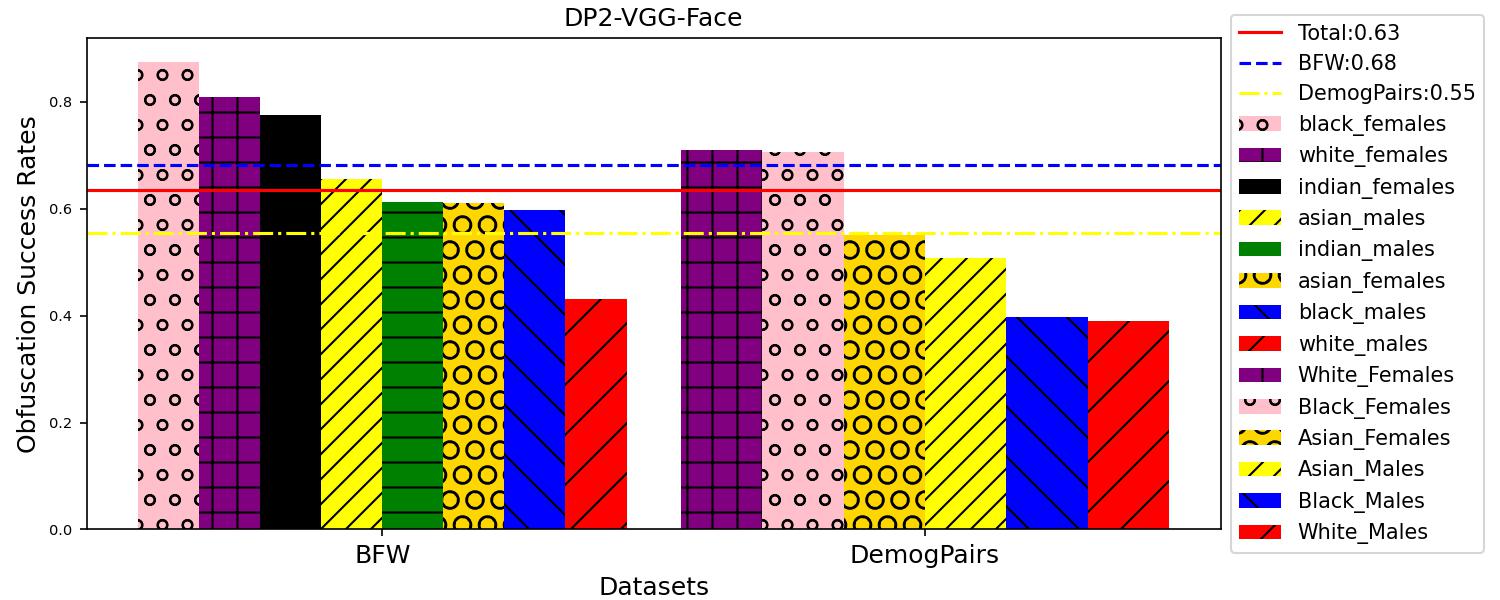 DP2-VGG-Face
Obfuscation Success Rates
0.8
0.6
0.4
0.2
0.0
BFW
DemogPairs
Datasets
Total:0.63
BFW:0.68
DemogPairs:0.55
black_females
white_females
indian_females
asian_males
indian_males
asian_females
black_males
white_males
White_Females
Black_Females
Asian_Females
Asian_Males
Black_Males
White_Males